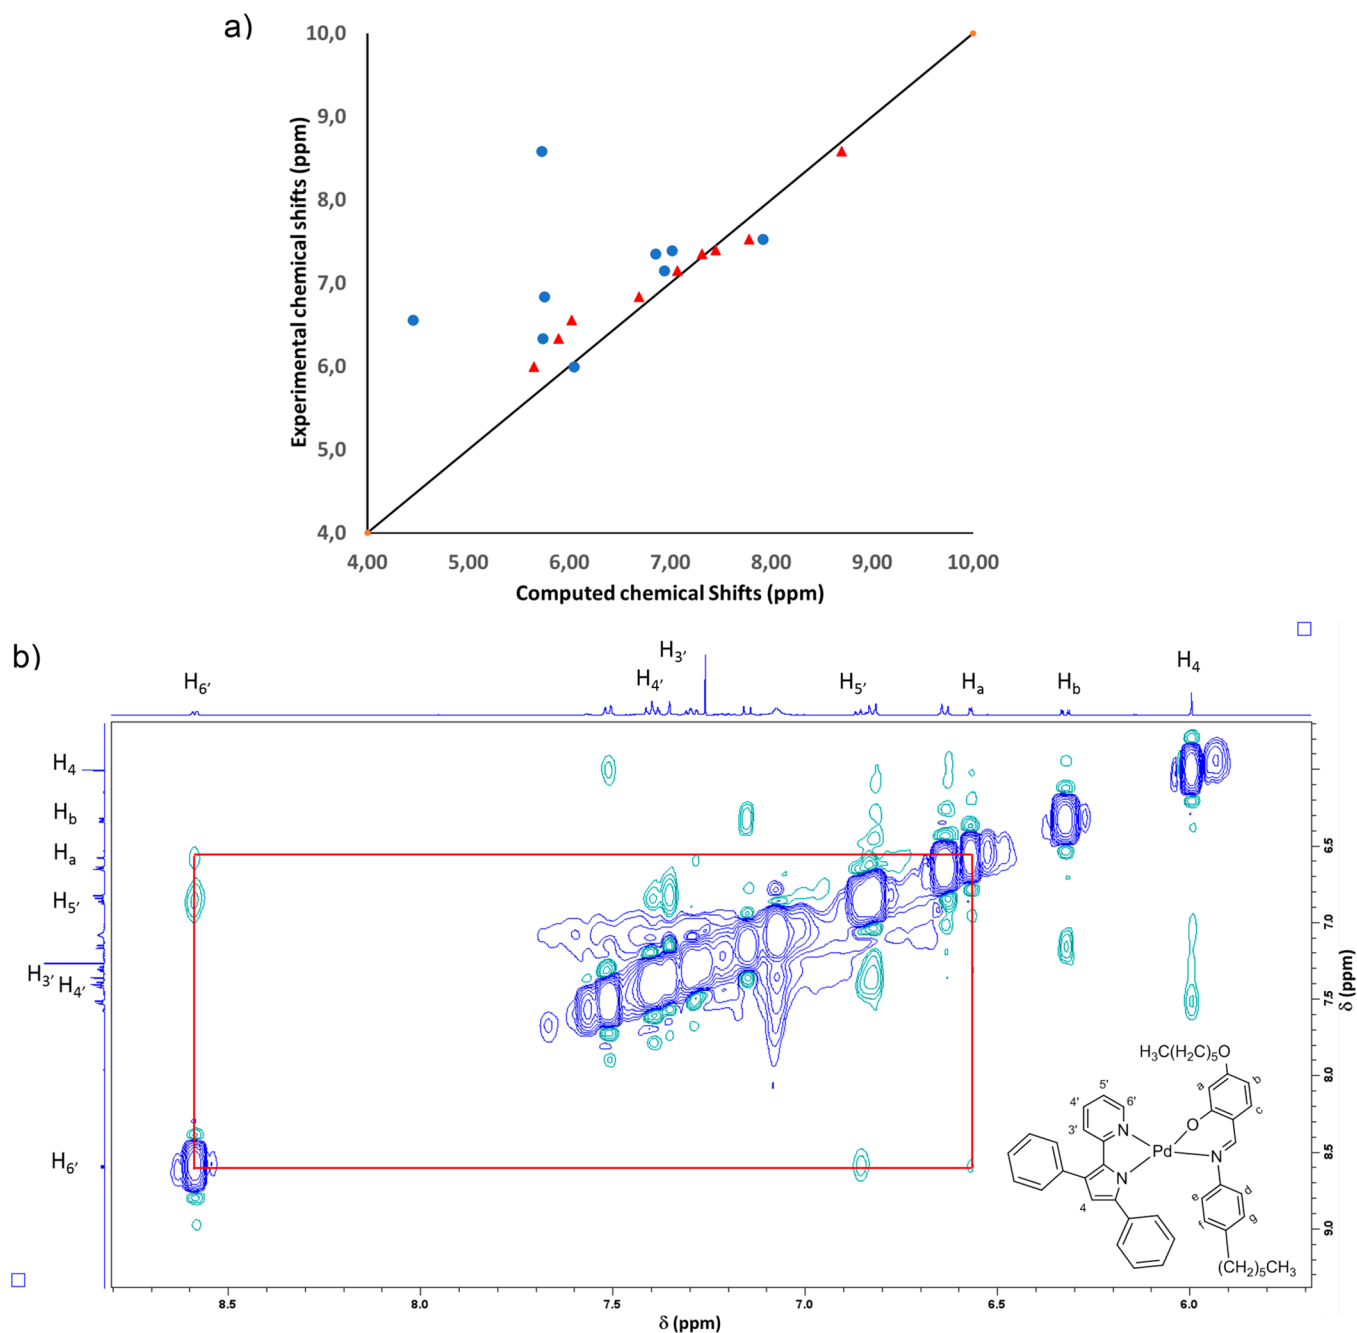 a)
10,0
9,0
8,0
7,0
6,0
5,0
4,0
Experimental chemical shifts (ppm)
4,00 5,00 6,00 7,00 8,00 9,00 10,00
Computed chemical Shifts (ppm)
b)
H6′ H4′ H3′ H5′ Ha Hb H4
H4
Hb
Ha
H5′
H3′ H4′
H6′
6.5
7.0
7.5
8.0
8.5
9.0
δ (ppm)
H3C(H2C)5O
a b
5'
4' 6' c
O
3' N
Pd
N
N
e d
4
f g
(CH2)5CH3
8.5 8.0 7.5 7.0 6.5 6.0
δ (ppm)